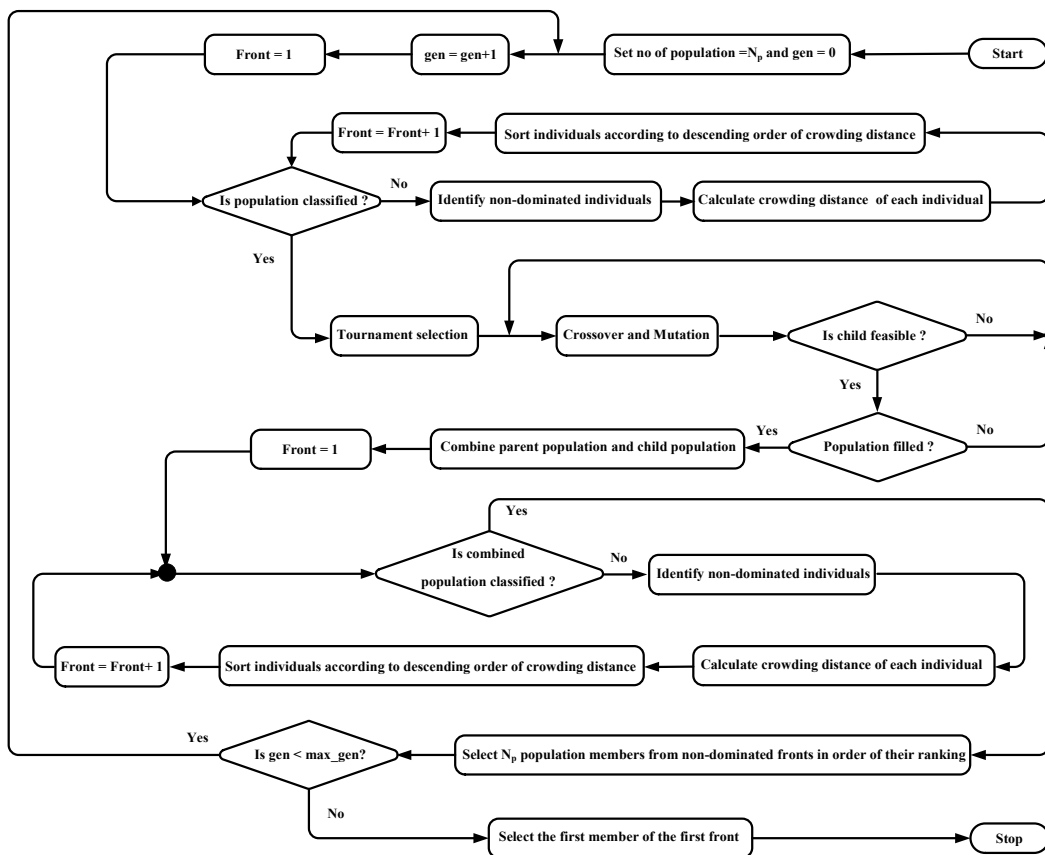 Front = 1
gen = gen+1
Set no of population =Np and gen = 0
Start
Front = Front+ 1
Sort individuals according to descending order of crowding distance
Is population classified ?
No
Identify non-dominated individuals
Calculate crowding distance of each individual
Yes
Tournament selection
Crossover and Mutation
Is child feasible ?
No
Yes
Front = 1
Combine parent population and child population
Yes
Population filled ?
No
Yes
Is combined
population classified ?
No
Identify non-dominated individuals
Front = Front+ 1
Sort individuals according to descending order of crowding distance
Calculate crowding distance of each individual
Yes
Is gen < max_gen?
Select Np population members from non-dominated fronts in order of their ranking
No
Select the first member of the first front
Stop